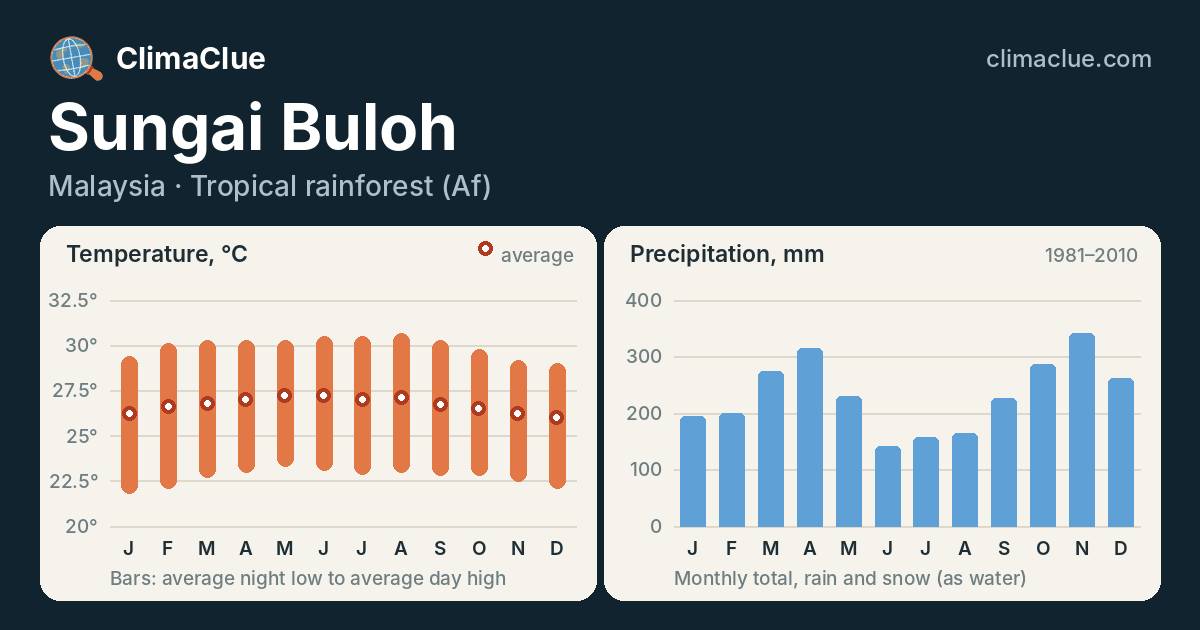 ClimaClue
climaclue.com
Sungai Buloh
Malaysia · Tropical rainforest (Af)
Temperature, °C
average
32.5°
30°
27.5°
25°
22.5°
20°
J F M A M J J A S O N D
Bars: average night low to average day high
Precipitation, mm
1981–2010
400
300
200
100
0
J F M A M J J A S O N D
Monthly total, rain and snow (as water)